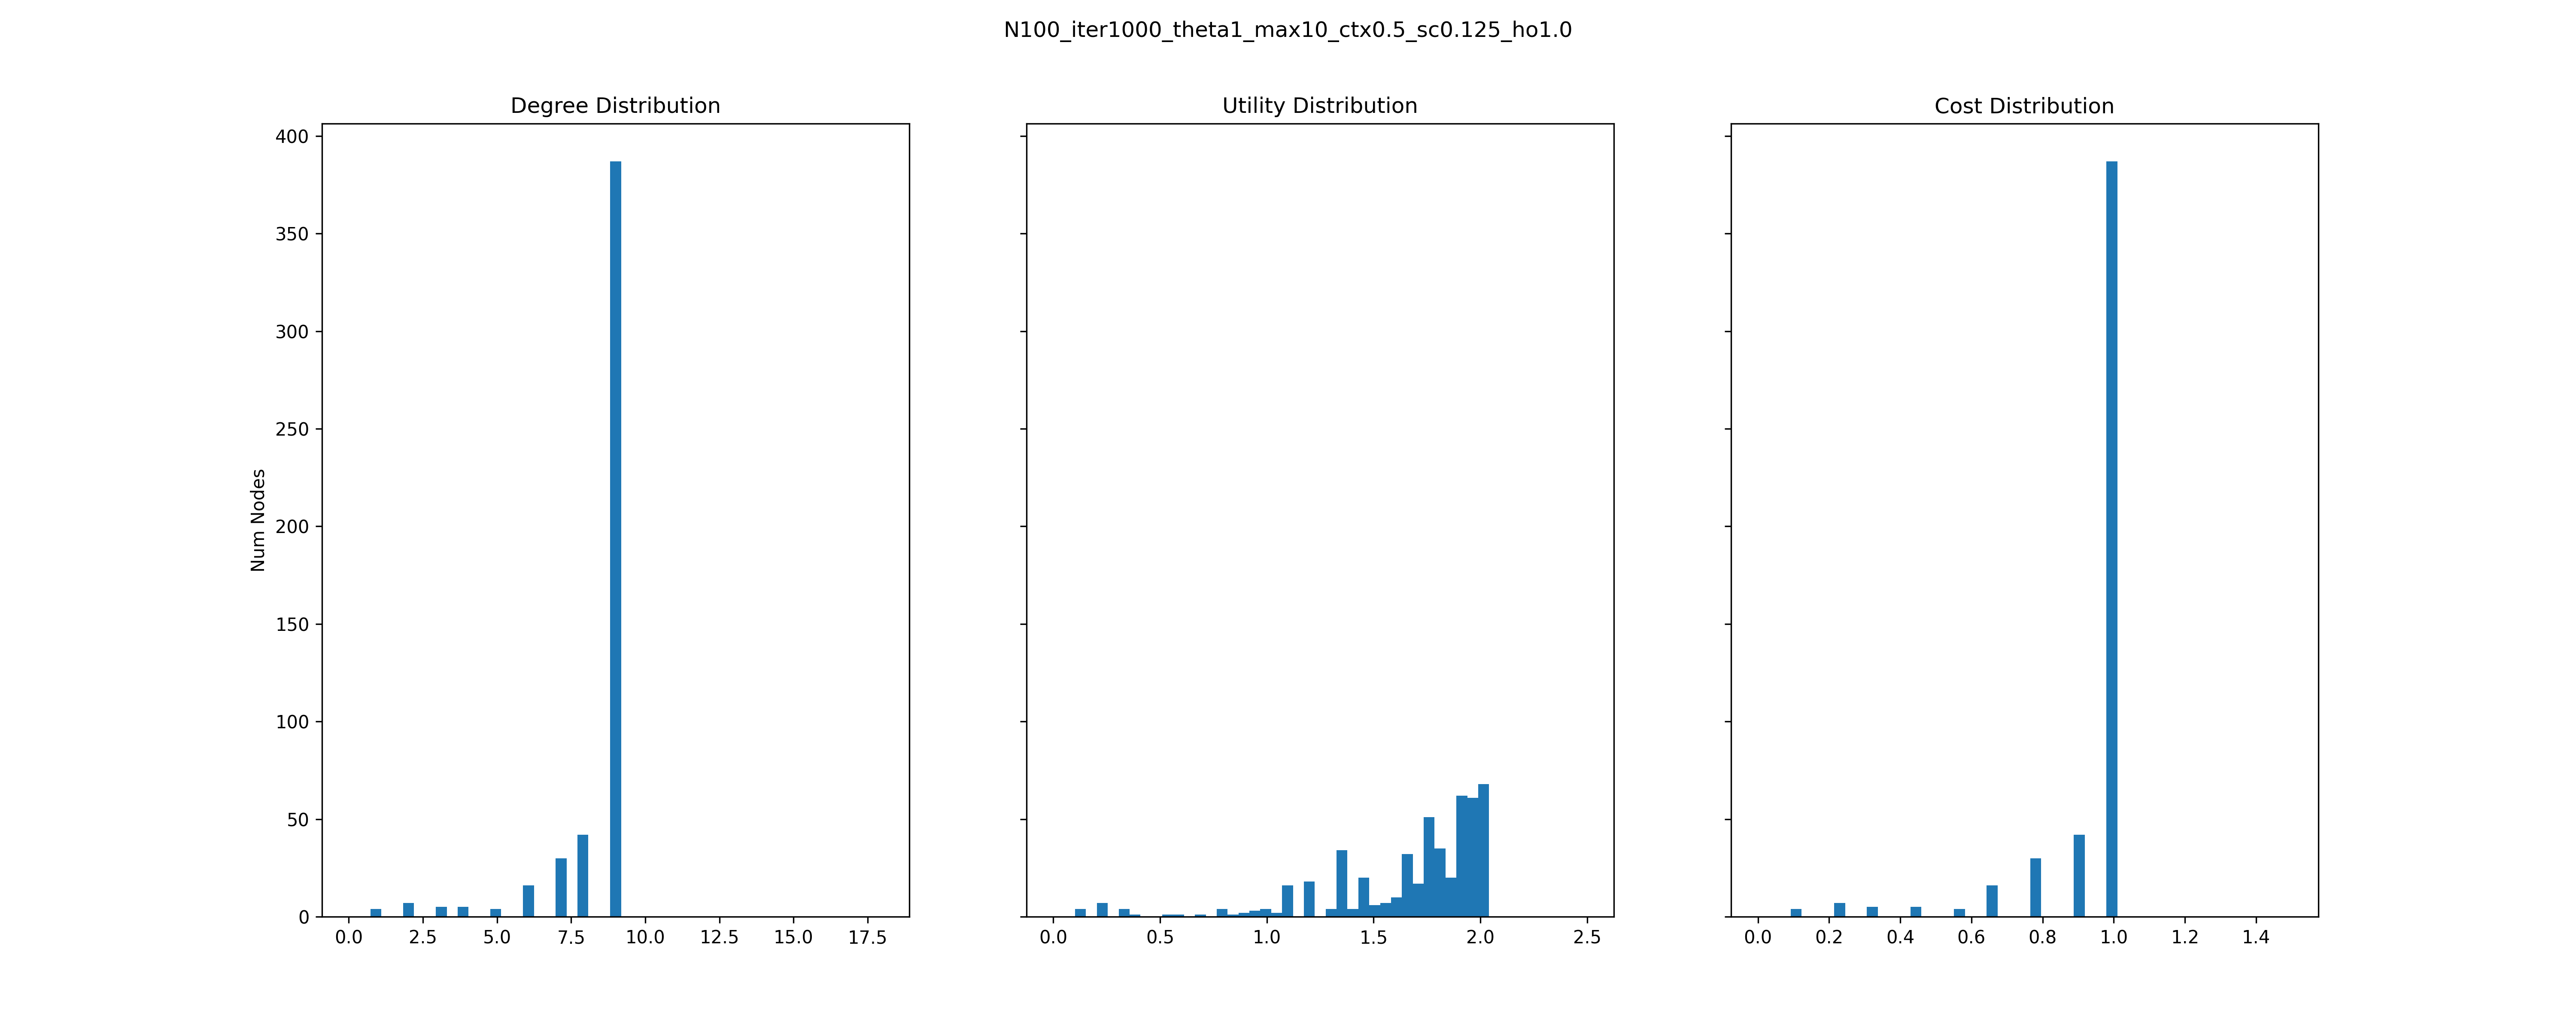 N100_iter1000_theta1_max10_ctx0.5_sc0.125_ho1.0
Degree Distribution
Utility Distribution
Cost Distribution
Num Nodes
400
350
300
250
200
150
100
50
0
0.0 2.5 5.0 7.5 10.0 12.5 15.0 17.5
0.0 0.5 1.0 1.5 2.0 2.5
0.0 0.2 0.4 0.6 0.8 1.0 1.2 1.4